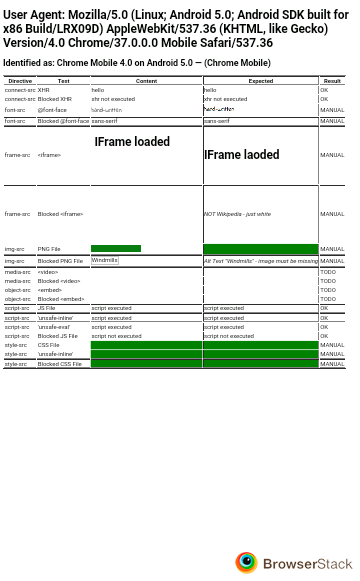 User Agent: Mozilla/5.0 (Linux; Android 5.0; Android SDK built for
x86 Build/LRX09D) AppleWebKit/537.36 (KHTML, like Gecko)
Version/4.0 Chrome/37.0.0.0 Mobile Safari/537.36
Identified as: Chrome Mobile 4.0 on Android 5.0 — (Chrome Mobile)
Directive Test Content Expected Result
connect-src XHR hello hello OK
connect-src Blocked XHR xhr not executed xhr not executed OK
font-src @font-face hand-written hand-written MANUAL
font-src Blocked @font-face sans-serif sans-serif MANUAL
frame-src <iframe> IFrame loaded IFrame laoded MANUAL
frame-src Blocked <iframe> NOT Wikipedia - just white MANUAL
img-src PNG File MANUAL
img-src Blocked PNG File Windmills Alt Text "Windmills" - image must be missing MANUAL
media-src <video> TODO
media-src Blocked <video> TODO
object-src <embed> TODO
object-src Blocked <embed> TODO
script-src JS File script executed script executed OK
script-src 'unsafe-inline' script executed script executed OK
script-src 'unsafe-eval' script executed script executed OK
script-src Blocked JS File script not executed script not executed OK
style-src CSS File MANUAL
style-src 'unsafe-inline' MANUAL
style-src Blocked CSS File MANUAL
BrowserStack